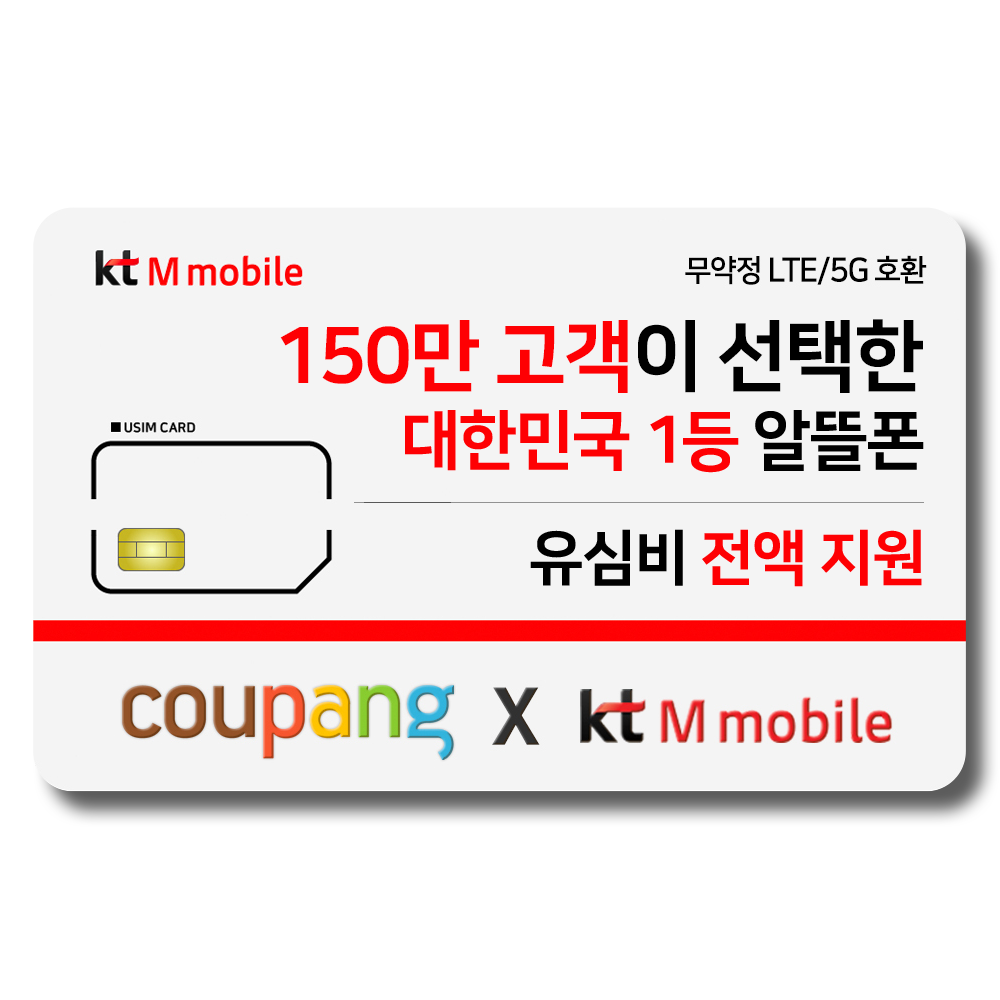 kt M mobile
무약정 LTE/5G 호환
150만 고객이 선택한
대한민국 1등 알뜰폰
■ USIM CARD
유심비 전액 지원
coupang X kt M mobile